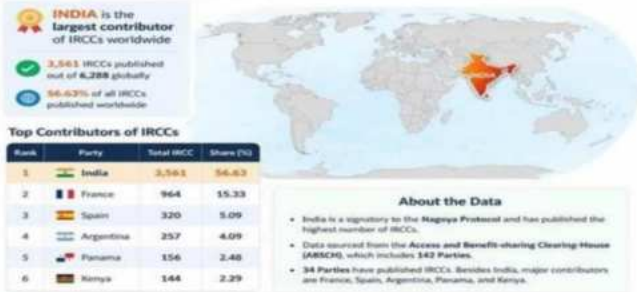 INDIA is the
largest contributor
of IRCCs worldwide
3,561 IRCCs published
out of 6,288 globally
56.63% of all IRCCs
published worldwide
INDIA
Top Contributors of IRCCs
Rank Party Total IRCC Share (%)
1 India 3,561 56.63
2 France 964 15.33
3 Spain 320 5.09
4 Argentina 257 4.09
5 Panama 156 2.48
6 Kenya 144 2.29
About the Data
• India is a signatory to the Nagoya Protocol and has published the
highest number of IRCCs.
• Data sourced from the Access and Benefit-sharing Clearing-House
(ABSCH), which includes 142 Parties.
• 34 Parties have published IRCCs. Besides India, major contributors
are France, Spain, Argentina, Panama, and Kenya.